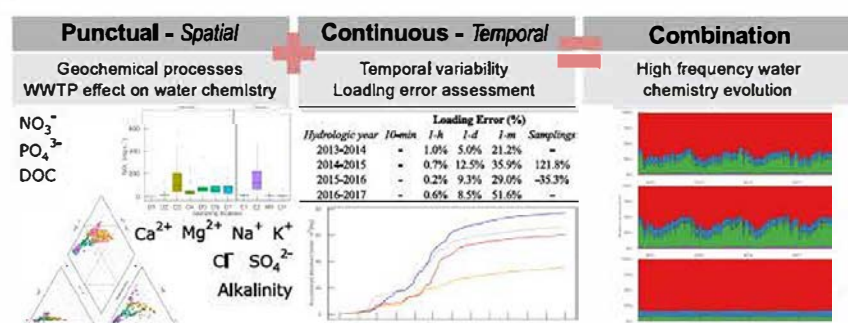 Punctual - Spatial
Geochemical processes
WWTP effect on water chemistry
NO₃⁻
PO₄³⁻
DOC
Ca²⁺ Mg²⁺ Na⁺ K⁺
Cl⁻ SO₄²⁻
Alkalinity
+
Continuous - Temporal
Temporal variability
Loading error assessment
Loading Error (%)
Hydrologic year 10-min 1-h 1-d 1-m Samplings
2013-2014 - 1.0% 5.0% 21.2% -
2014-2015 - 0.7% 12.5% 35.9% 121.8%
2015-2016 - 0.2% 9.3% 29.0% -35.3%
2016-2017 - 0.6% 8.5% 51.6% -
=
Combination
High frequency water
chemistry evolution